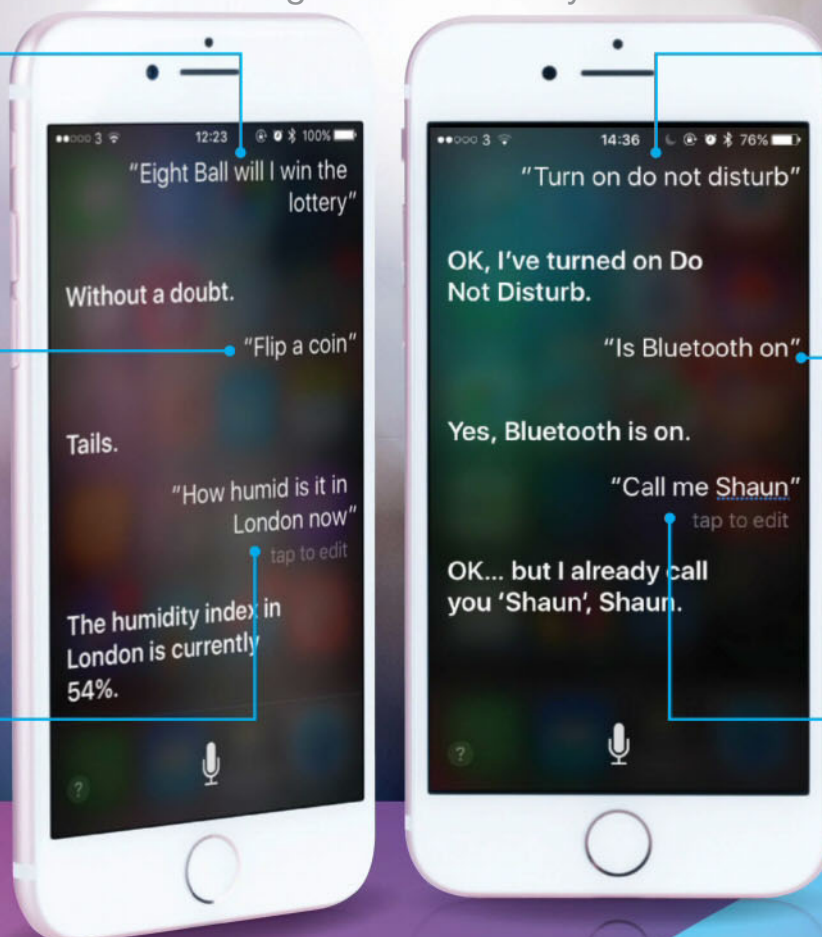 ●●○○○ 3 12:23 100%
“Eight Ball will I win the
lottery”
Without a doubt.
“Flip a coin”
Tails.
“How humid is it in
London now”
tap to edit
The humidity index in
London is currently
54%.
?
●●○○○ 3 14:36 76%
“Turn on do not disturb”
OK, I’ve turned on Do
Not Disturb.
“Is Bluetooth on”
Yes, Bluetooth is on.
“Call me Shaun”
tap to edit
OK... but I already call
you ‘Shaun’, Shaun.
?